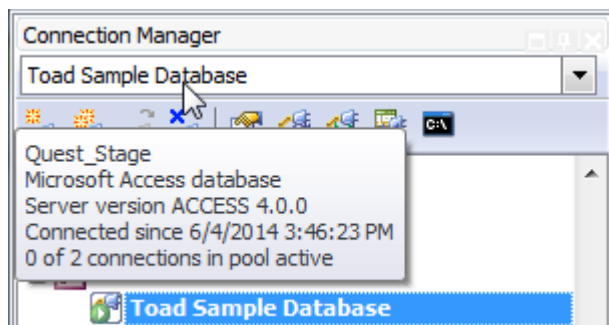 Connection Manager
Toad Sample Database
C:\
Quest_Stage
Microsoft Access database
Server version ACCESS 4.0.0
Connected since 6/4/2014 3:46:23 PM
0 of 2 connections in pool active
Toad Sample Database